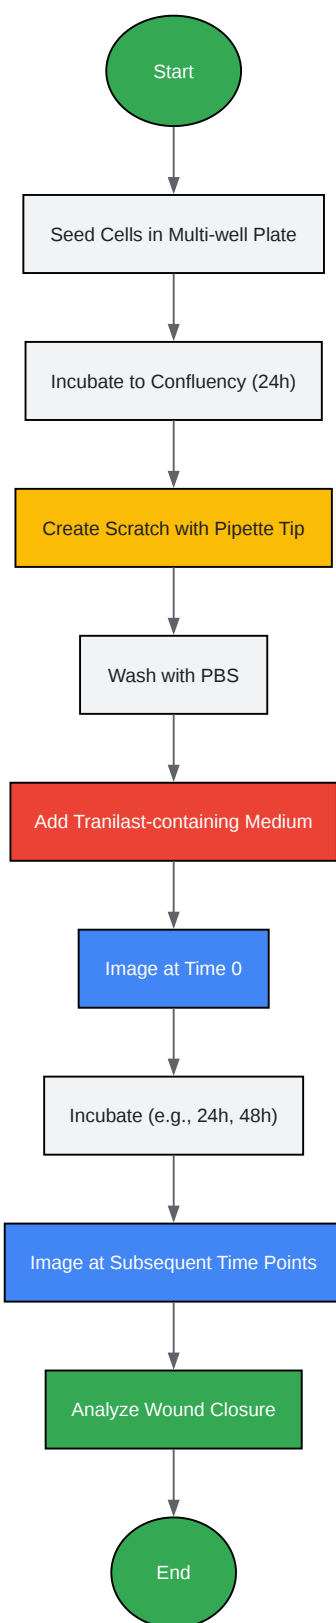 Start
Seed Cells in Multi-well Plate
Incubate to Confluency (24h)
Create Scratch with Pipette Tip
Wash with PBS
Add Tranilast-containing Medium
Image at Time 0
Incubate (e.g., 24h, 48h)
Image at Subsequent Time Points
Analyze Wound Closure
End